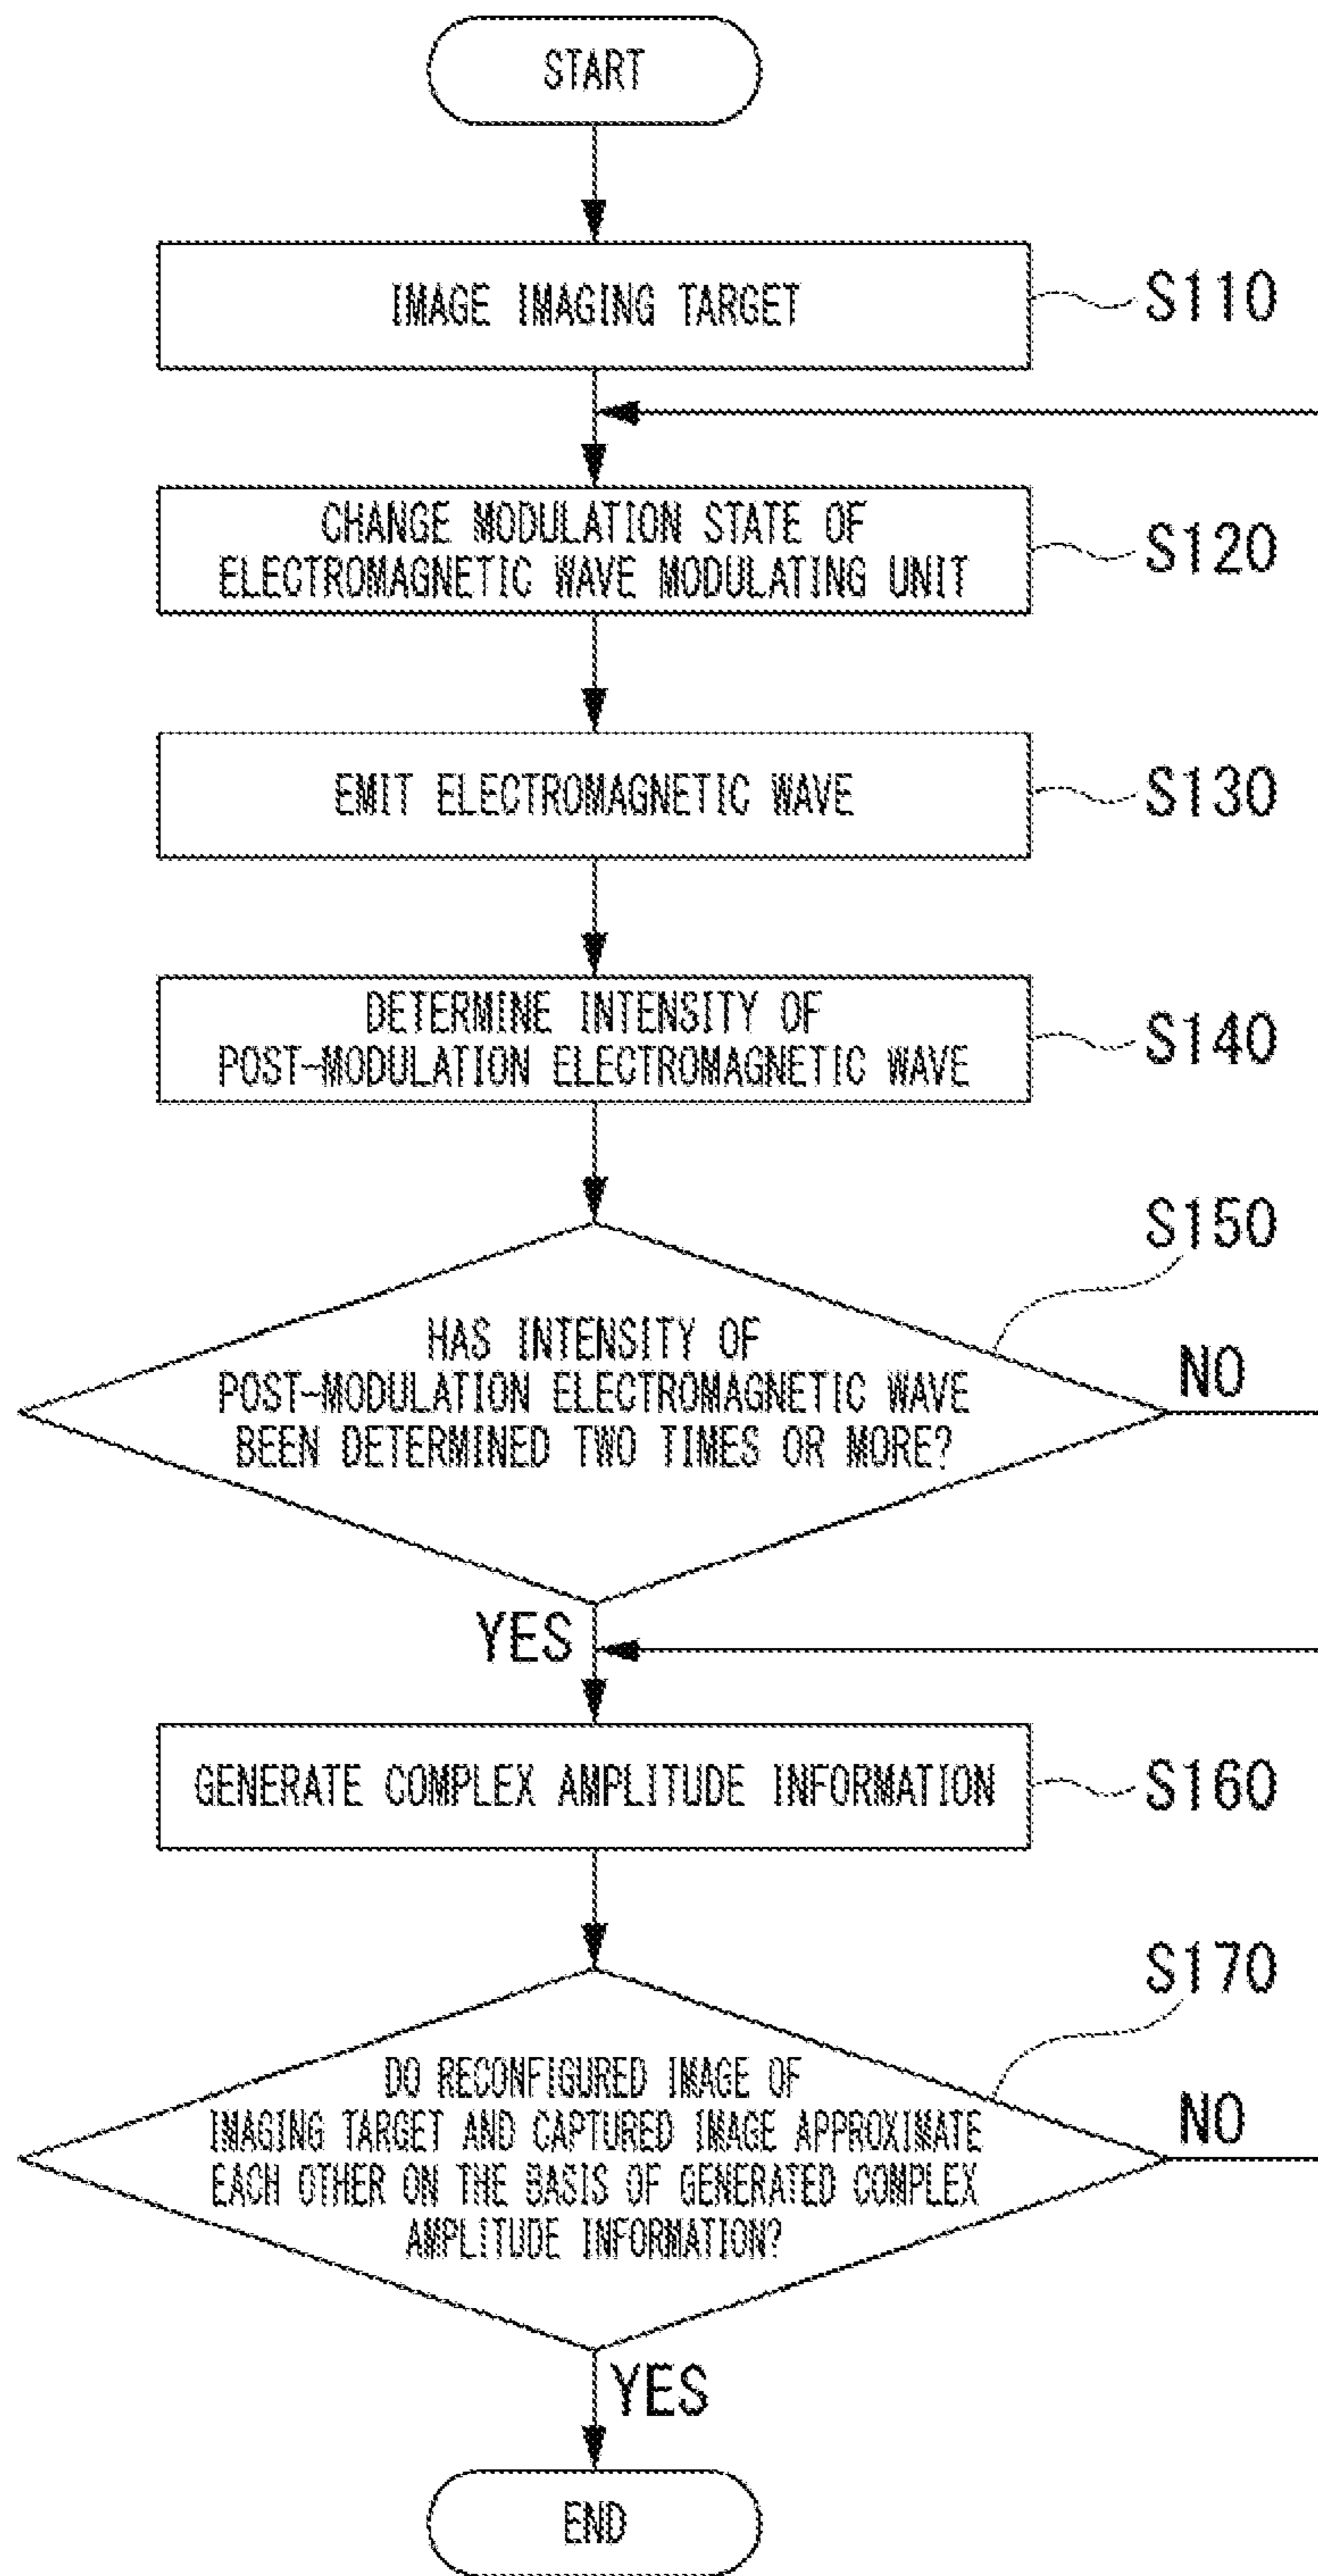 START
IMAGE IMAGING TARGET
S110
CHANGE MODULATION STATE OF
ELECTROMAGNETIC WAVE MODULATING UNIT
S120
EMIT ELECTROMAGNETIC WAVE
S130
DETERMINE INTENSITY OF
POST-MODULATION ELECTROMAGNETIC WAVE
S140
S150
HAS INTENSITY OF
POST-MODULATION ELECTROMAGNETIC WAVE
BEEN DETERMINED TWO TIMES OR MORE?
NO
YES
GENERATE COMPLEX AMPLITUDE INFORMATION
S160
S170
DO RECONFIGURED IMAGE OF
IMAGING TARGET AND CAPTURED IMAGE APPROXIMATE
EACH OTHER ON THE BASIS OF GENERATED COMPLEX
AMPLITUDE INFORMATION?
NO
YES
END